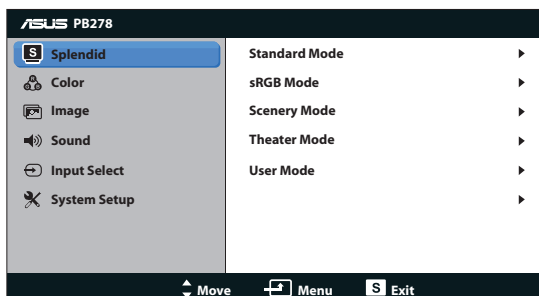 ASUS PB278
S Splendid
Color
Image
Sound
Input Select
System Setup
Standard Mode
sRGB Mode
Scenery Mode
Theater Mode
User Mode
Move Menu S Exit